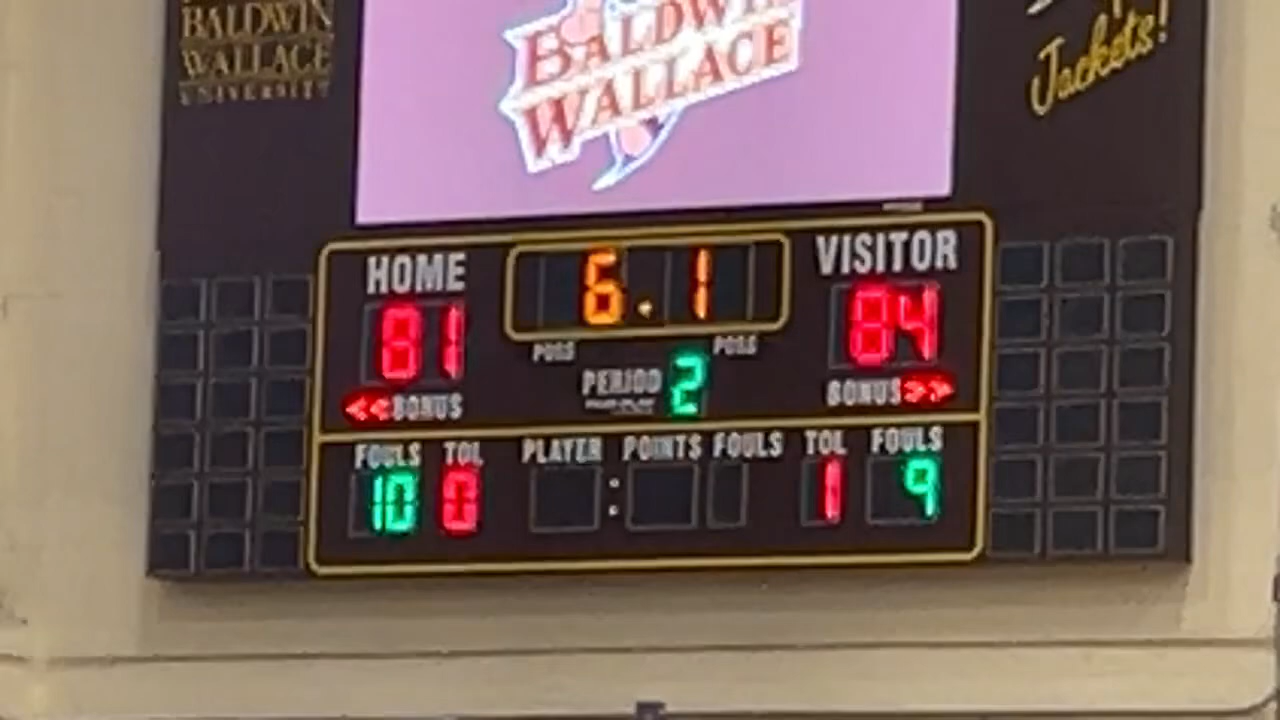 BALDWIN
WALLACE
UNIVERSITY
BALDWIN
WALLACE
Jackets!
HOME 6.1 VISITOR
81 84
POSS POSS
PERIOD 2
<<BONUS BONUS>>
FOULS TOL PLAYER POINTS FOULS TOL FOULS
10 0 : 1 9